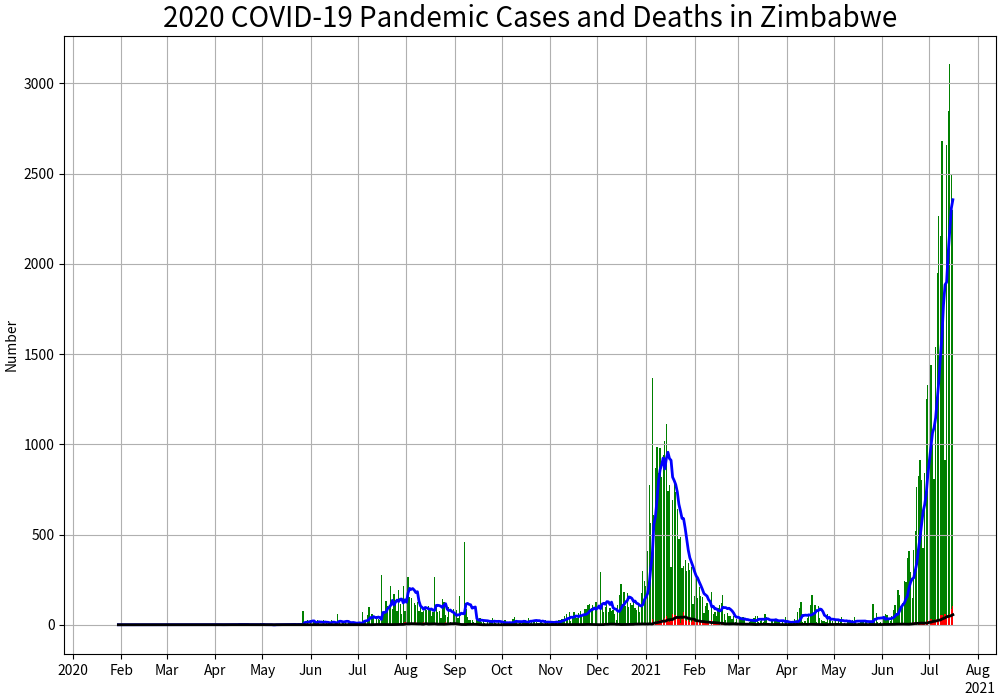 2020 COVID-19 Pandemic Cases and Deaths in Zimbabwe
3000
2500
2000
1500
1000
500
0
Number
2020 Feb Mar Apr May Jun Jul Aug Sep Oct Nov Dec 2021 Feb Mar Apr May Jun Jul Aug
2021